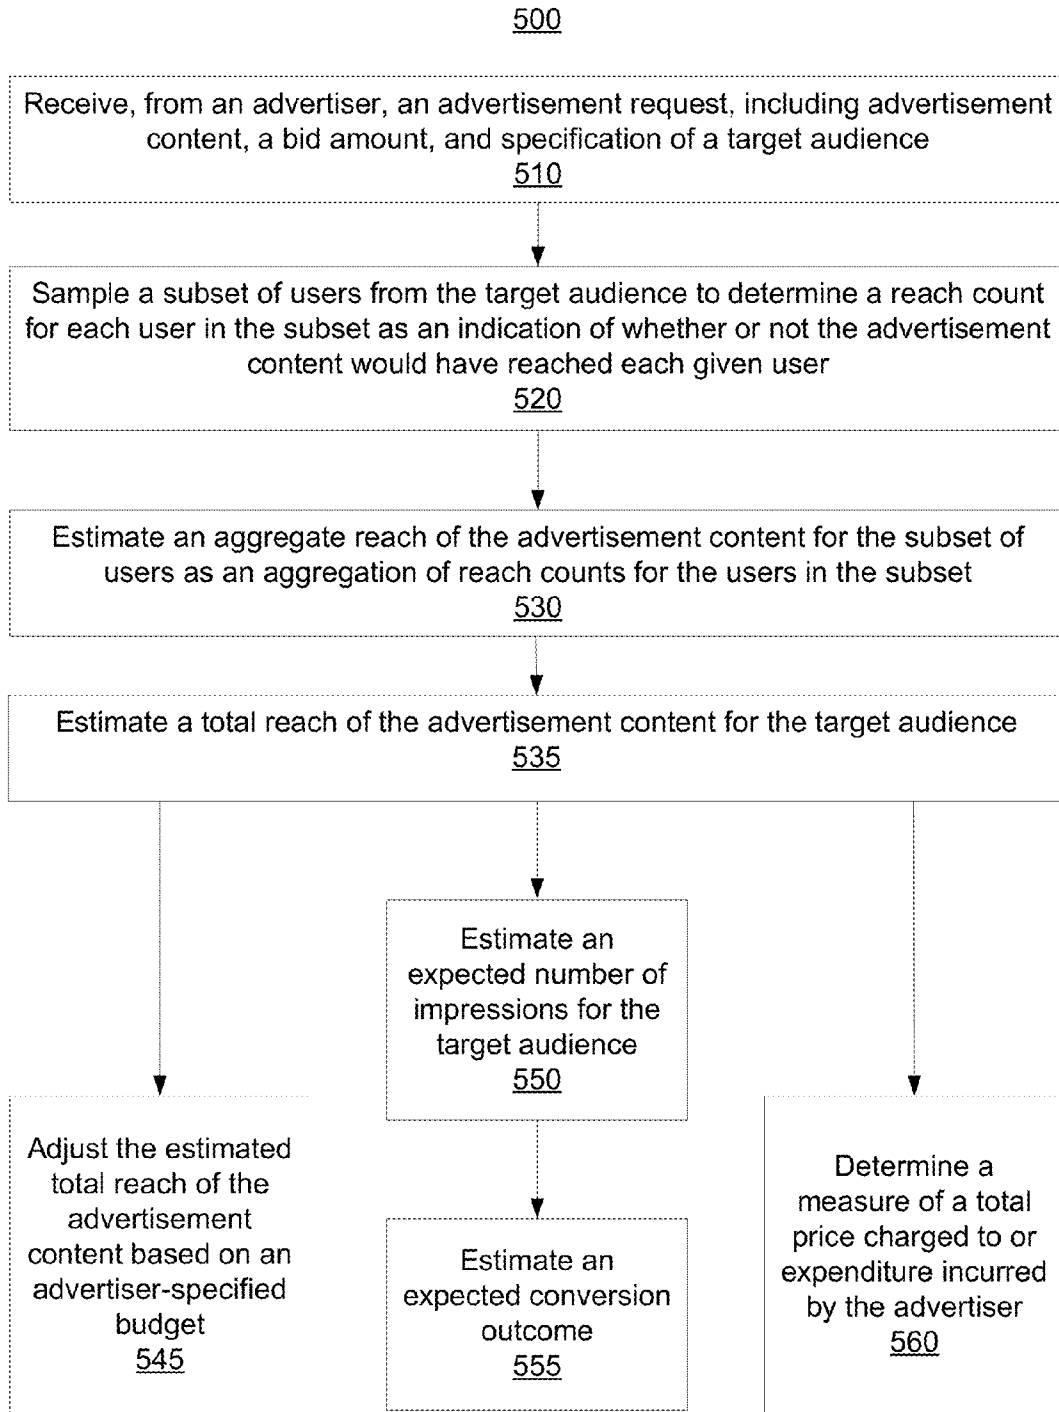 500
Receive, from an advertiser, an advertisement request, including advertisement
content, a bid amount, and specification of a target audience
510
Sample a subset of users from the target audience to determine a reach count
for each user in the subset as an indication of whether or not the advertisement
content would have reached each given user
520
Estimate an aggregate reach of the advertisement content for the subset of
users as an aggregation of reach counts for the users in the subset
530
Estimate a total reach of the advertisement content for the target audience
535
Adjust the estimated
total reach of the
advertisement
content based on an
advertiser-specified
budget
545
Estimate an
expected number of
impressions for the
target audience
550
Estimate an
expected conversion
outcome
555
Determine a
measure of a total
price charged to or
expenditure incurred
by the advertiser
560